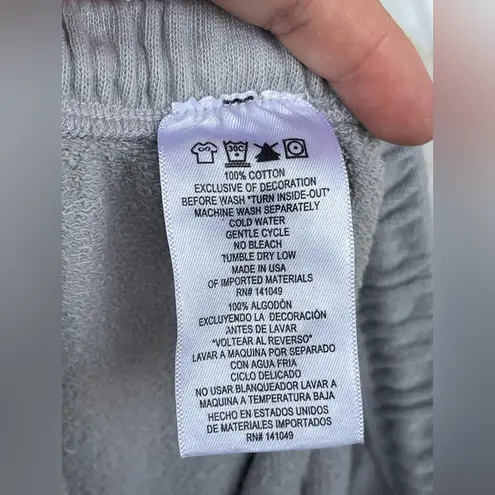 30C
100% COTTON
EXCLUSIVE OF DECORATION
BEFORE WASH "TURN INSIDE-OUT"
MACHINE WASH SEPARATELY
COLD WATER
GENTLE CYCLE
NO BLEACH
TUMBLE DRY LOW
MADE IN USA
OF IMPORTED MATERIALS
RN# 141049
100% ALGODÓN
EXCLUYENDO LA DECORACIÓN
ANTES DE LAVAR
"VOLTEAR AL REVERSO"
LAVAR A MAQUINA POR SEPARADO
CON AGUA FRIA
CICLO DELICADO
NO USAR BLANQUEADOR LAVAR A
MAQUINA A TEMPERATURA BAJA
HECHO EN ESTADOS UNIDOS
DE MATERIALES IMPORTADOS
RN# 141049